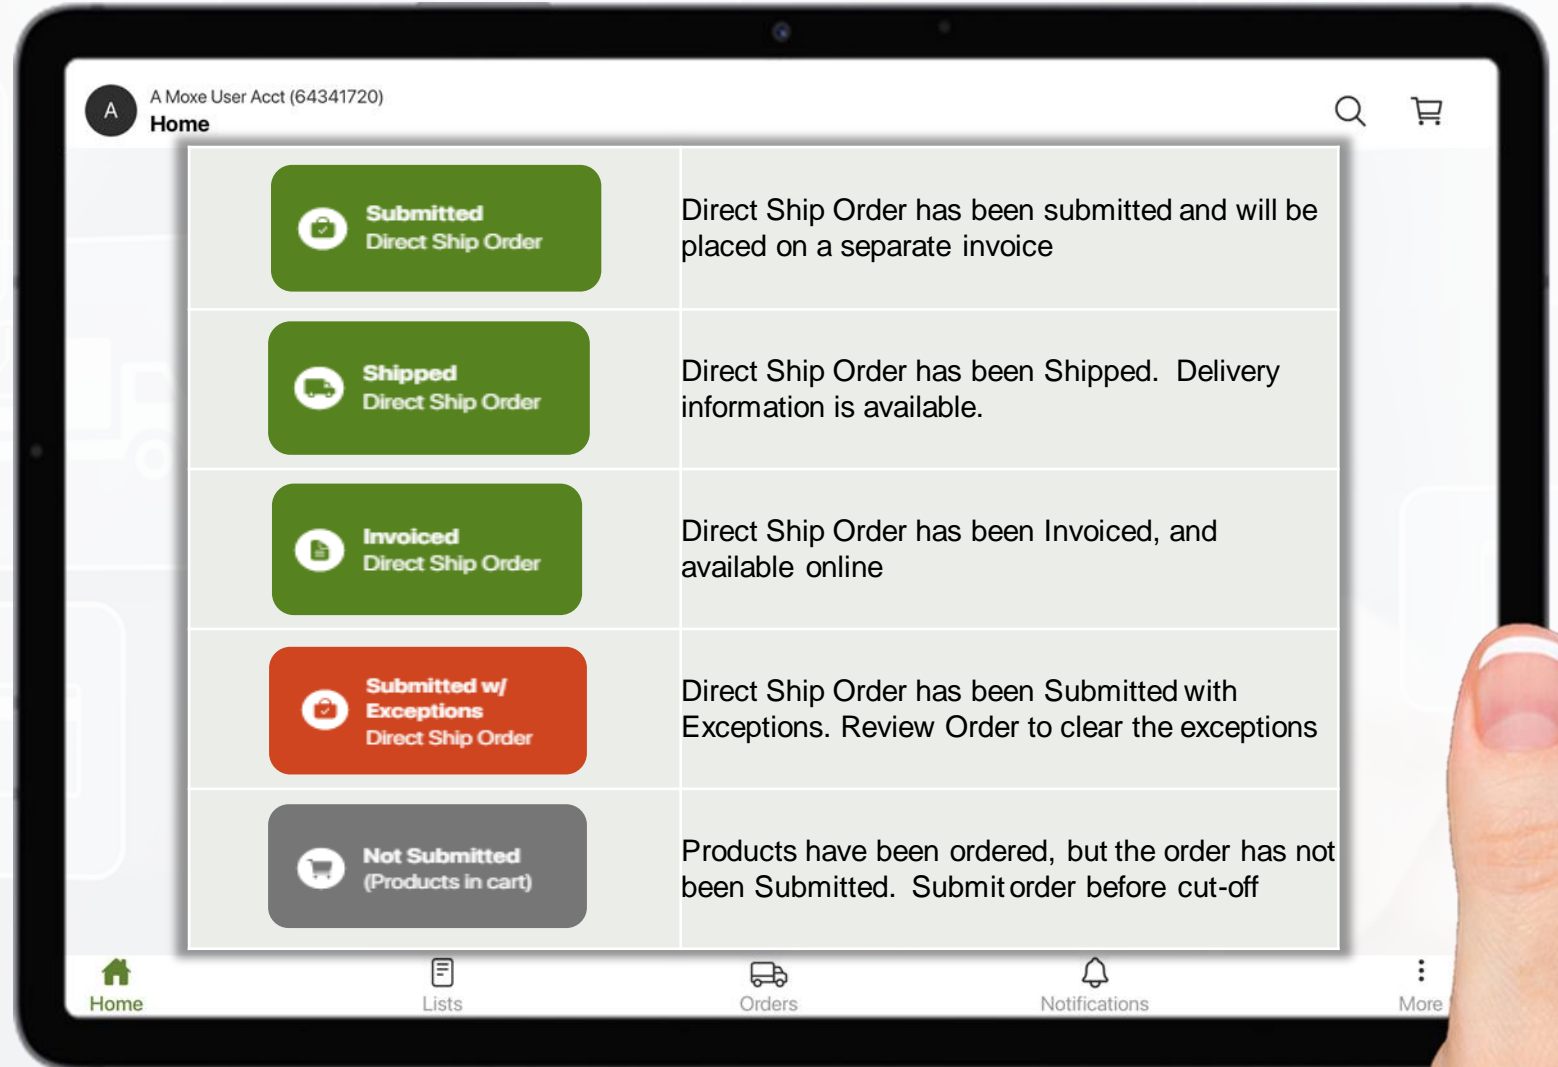 A
A Moxe User Acct (64341720)
Home
Submitted
Direct Ship Order
Direct Ship Order has been submitted and will be
placed on a separate invoice
Shipped
Direct Ship Order
Direct Ship Order has been Shipped.  Delivery
information is available.
Invoiced
Direct Ship Order
Direct Ship Order has been Invoiced, and
available online
Submitted w/
Exceptions
Direct Ship Order
Direct Ship Order has been Submitted with
Exceptions. Review Order to clear the exceptions
Not Submitted
(Products in cart)
Products have been ordered, but the order has not
been Submitted.  Submit order before cut-off
Home
Lists
Orders
Notifications
More